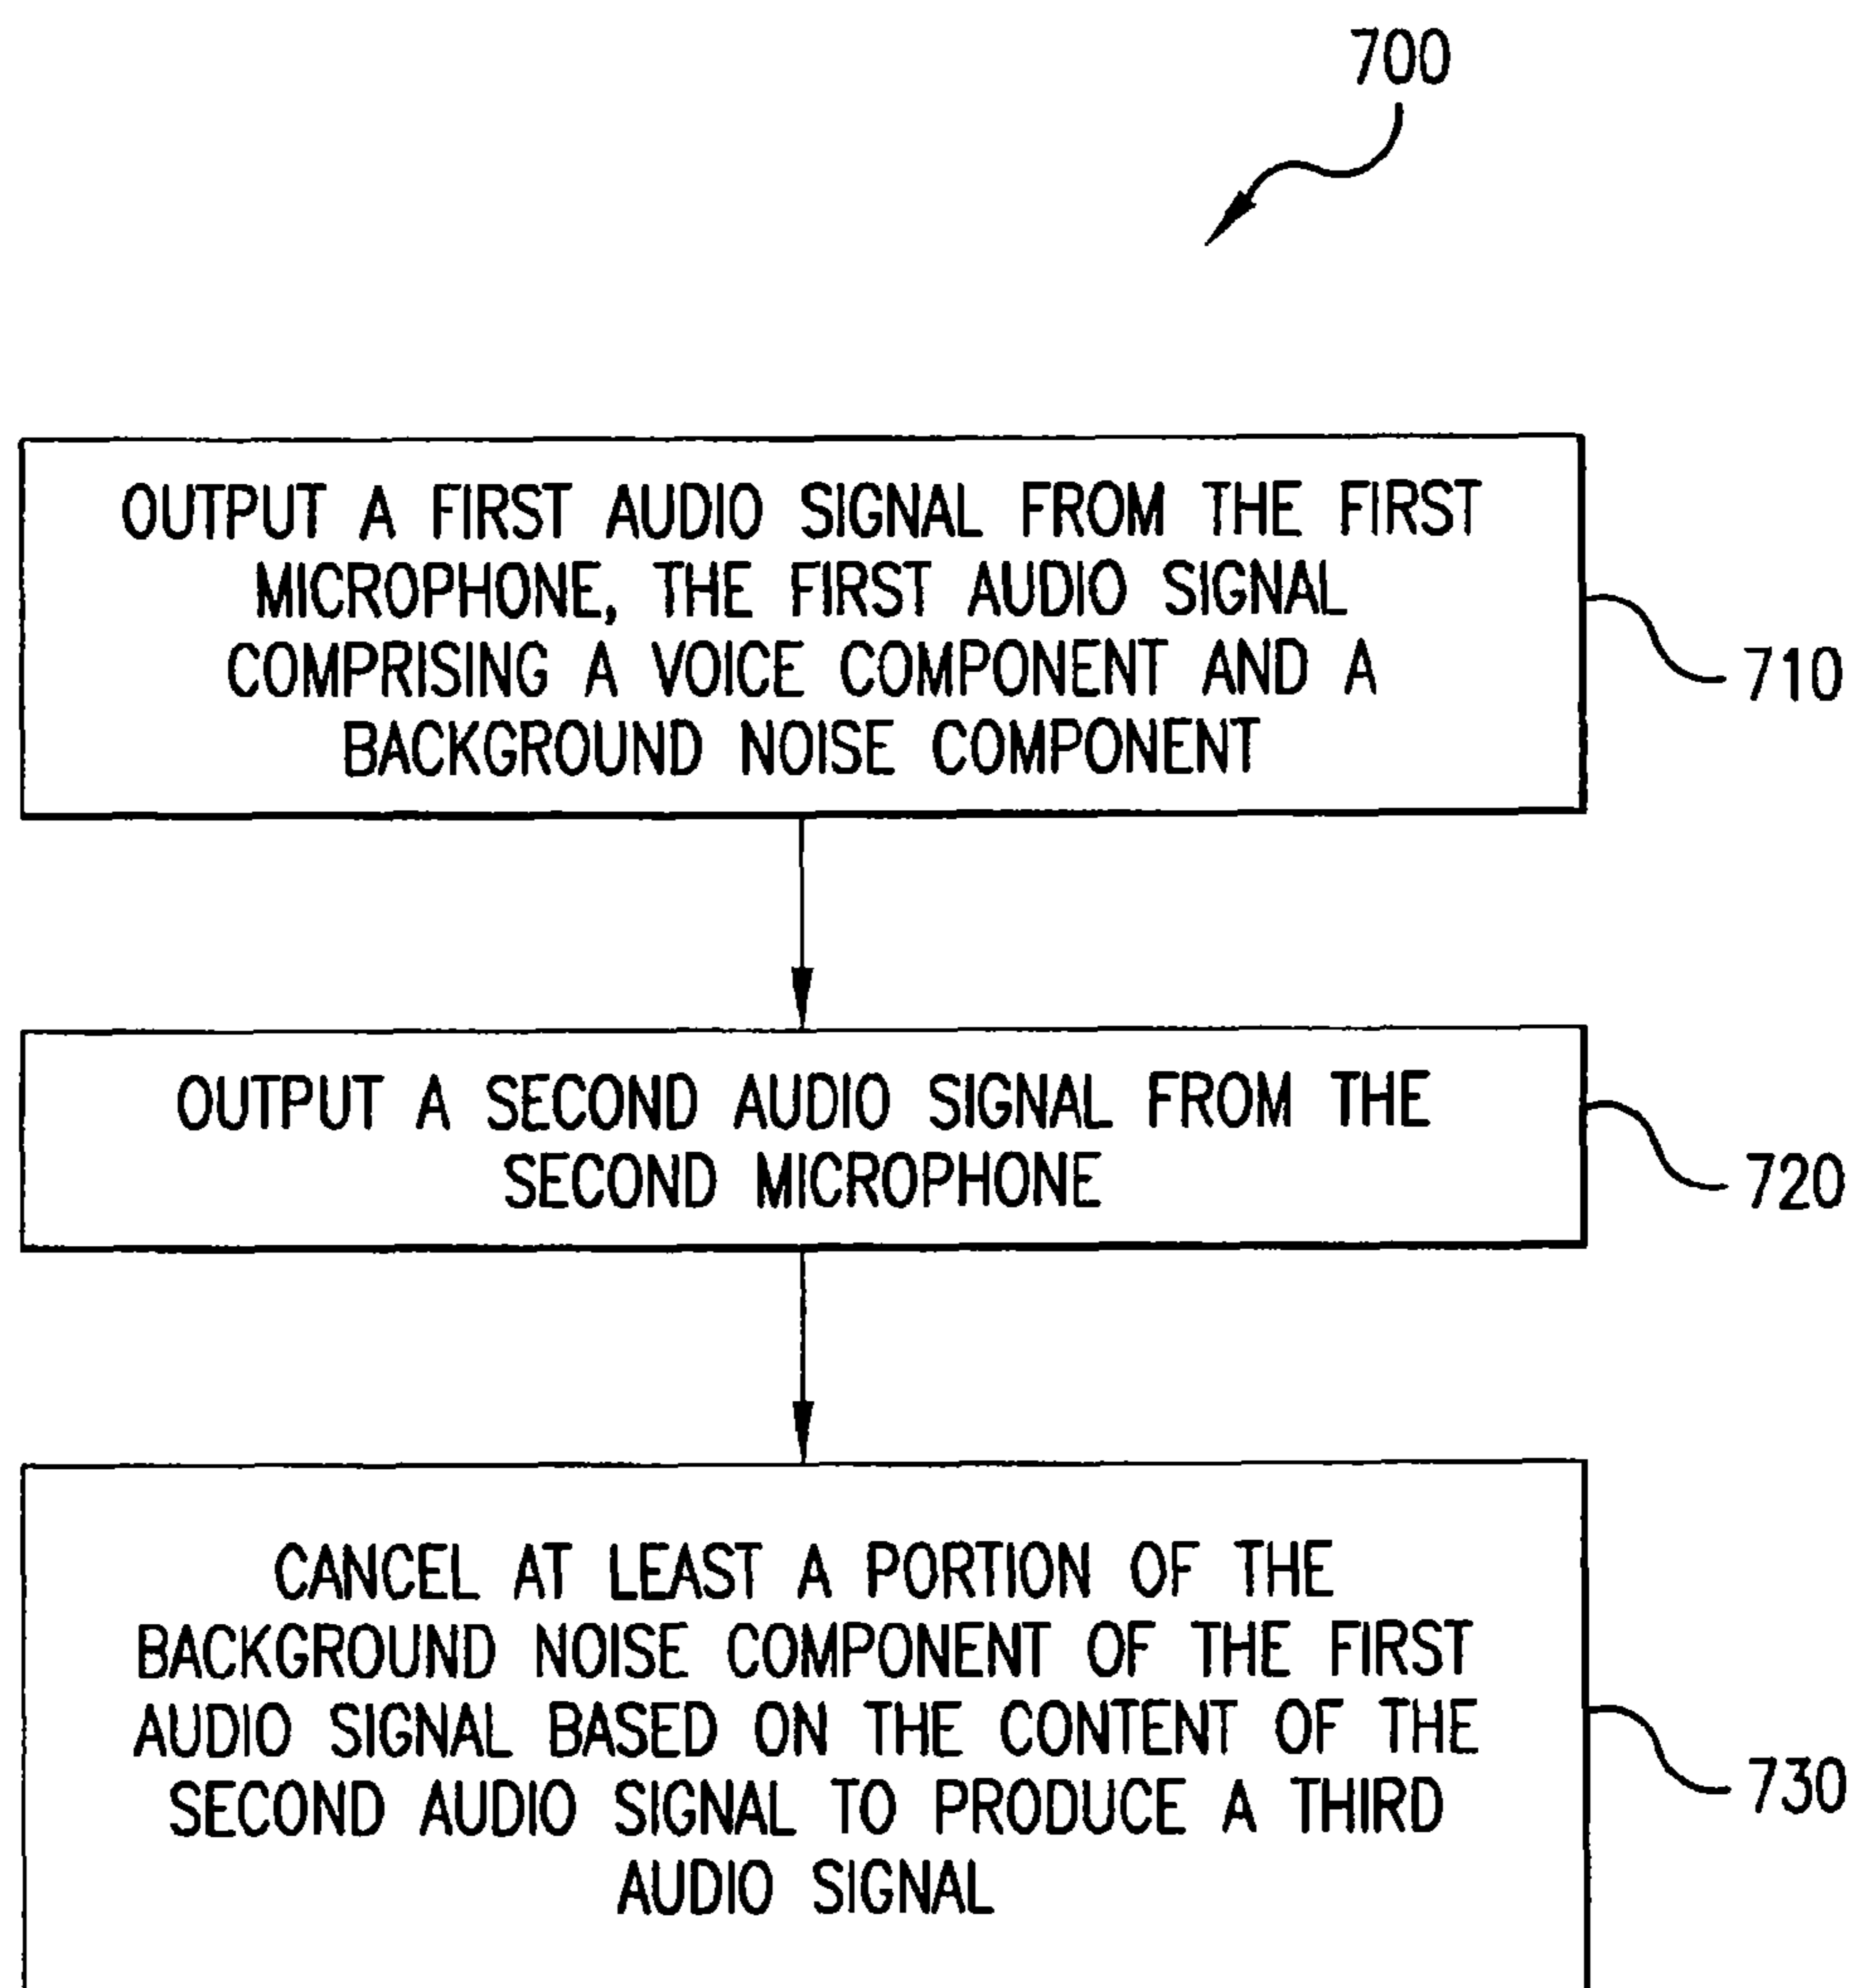 700
OUTPUT A FIRST AUDIO SIGNAL FROM THE FIRST
MICROPHONE, THE FIRST AUDIO SIGNAL
COMPRISING A VOICE COMPONENT AND A
BACKGROUND NOISE COMPONENT
710
OUTPUT A SECOND AUDIO SIGNAL FROM THE
SECOND MICROPHONE
720
CANCEL AT LEAST A PORTION OF THE
BACKGROUND NOISE COMPONENT OF THE FIRST
AUDIO SIGNAL BASED ON THE CONTENT OF THE
SECOND AUDIO SIGNAL TO PRODUCE A THIRD
AUDIO SIGNAL
730